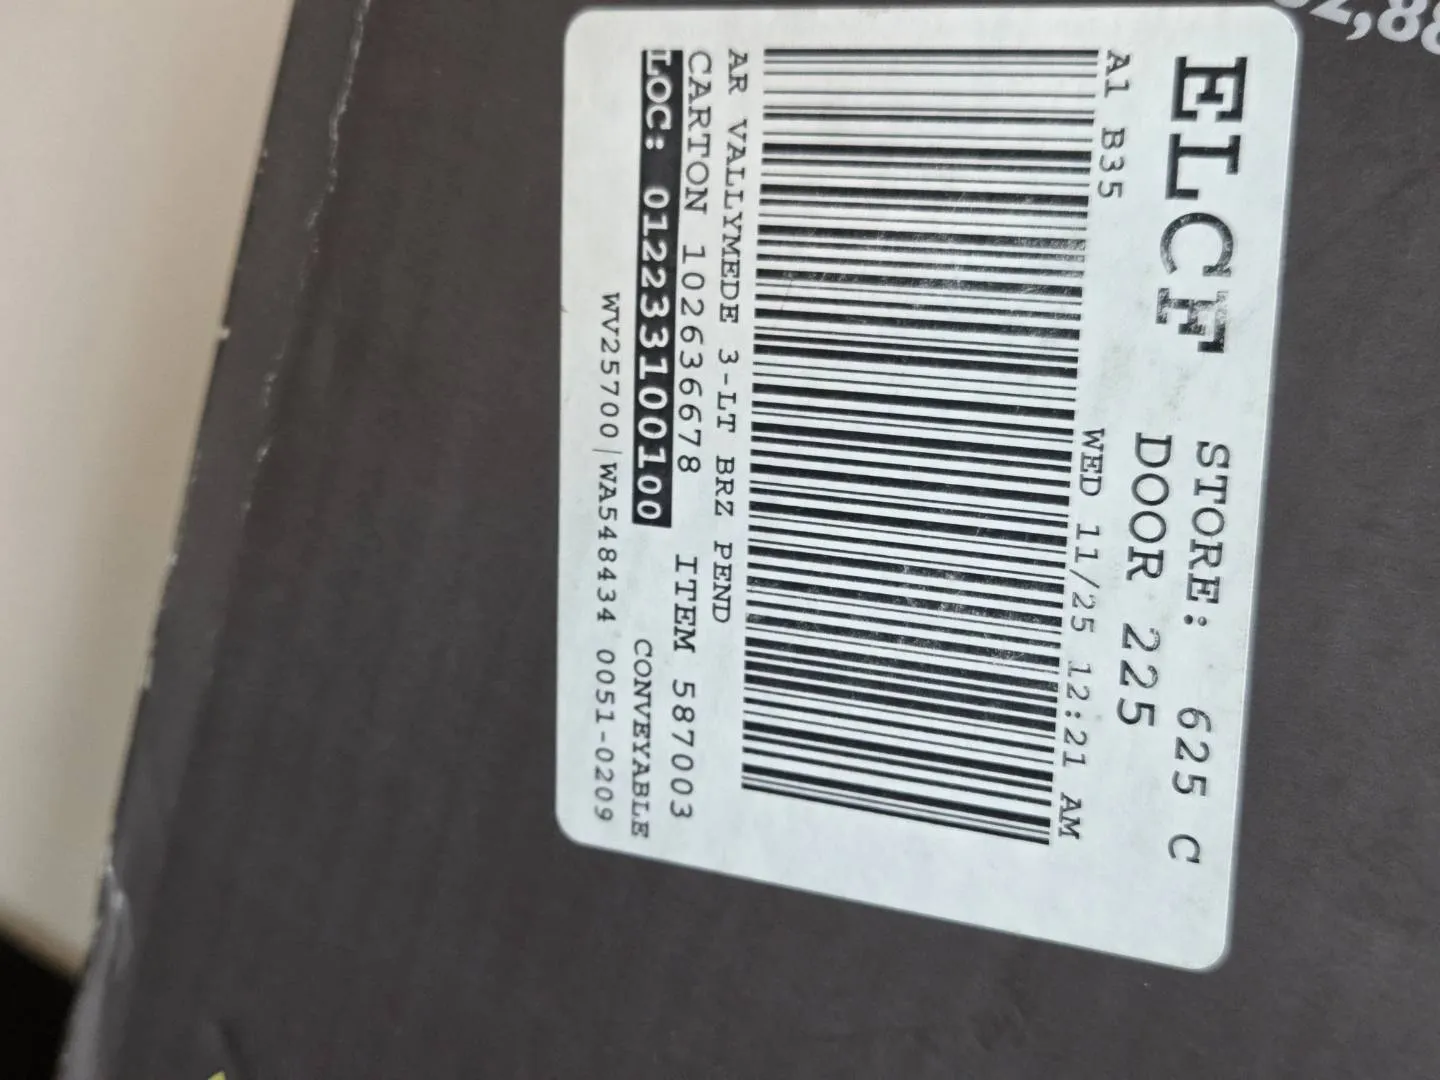 ELCF
STORE: 625 C
DOOR 225
A1 B35
WED 11/25 12:21 AM
AR VALLYMEDE 3-LT BRZ PEND
CARTON 102636678
ITEM 587003
LOC: 012233100100
CONVEYABLE
WV25700|WA548434 0051-0209